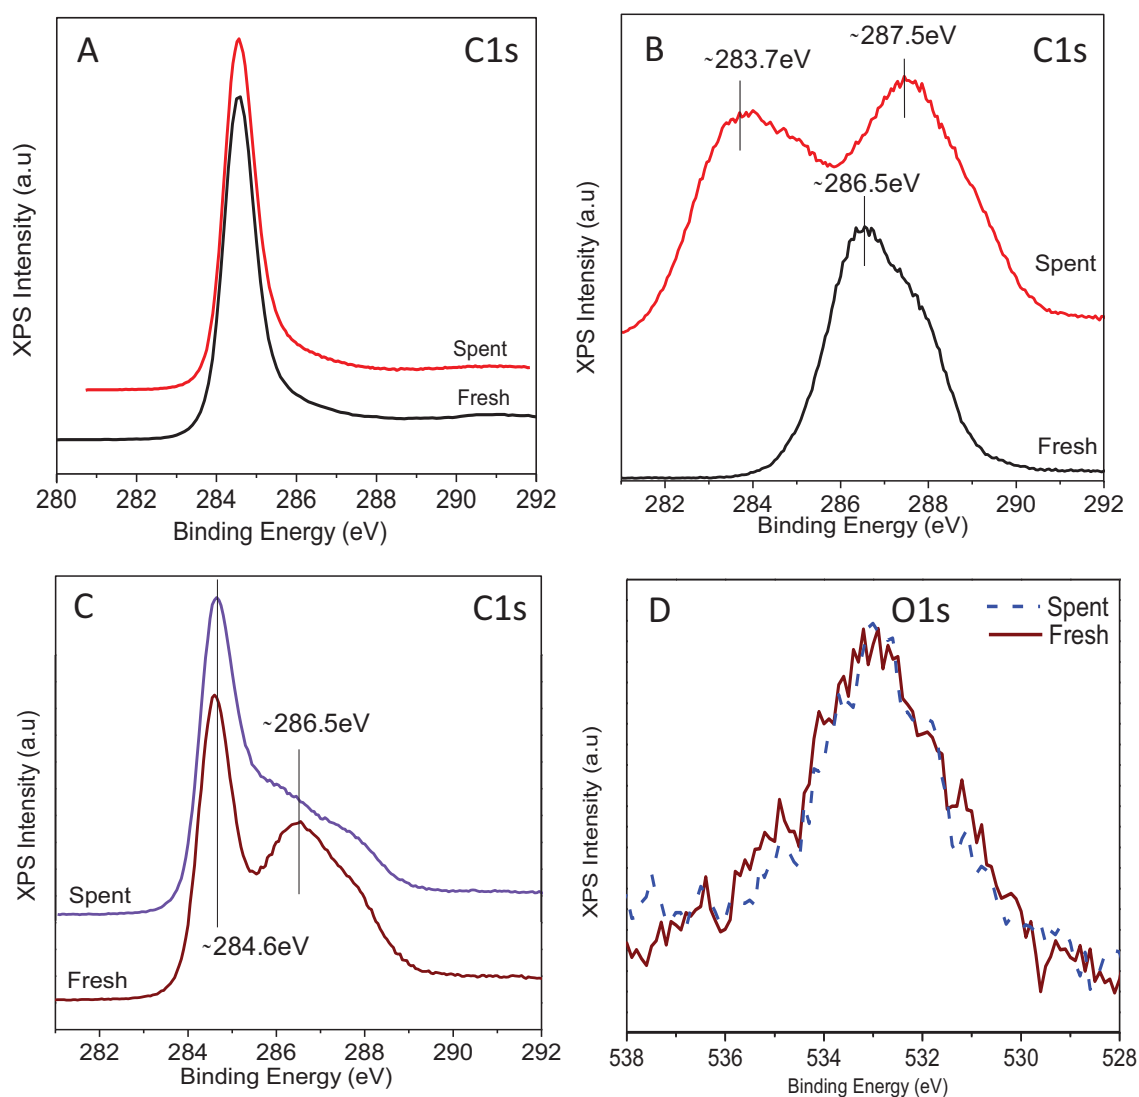 A
C1s
XPS Intensity (a.u)
Spent
Fresh
280 282 284 286 288 290 292
Binding Energy (eV)
B
C1s
~283.7eV
~287.5eV
~286.5eV
XPS Intensity (a.u)
Spent
Fresh
282 284 286 288 290 292
Binding Energy (eV)
C
C1s
~286.5eV
XPS Intensity (a.u)
Spent
~284.6eV
Fresh
282 284 286 288 290 292
Binding Energy (eV)
D
O1s
Spent
Fresh
XPS Intensity (a.u)
538 536 534 532 530 528
Binding Energy (eV)